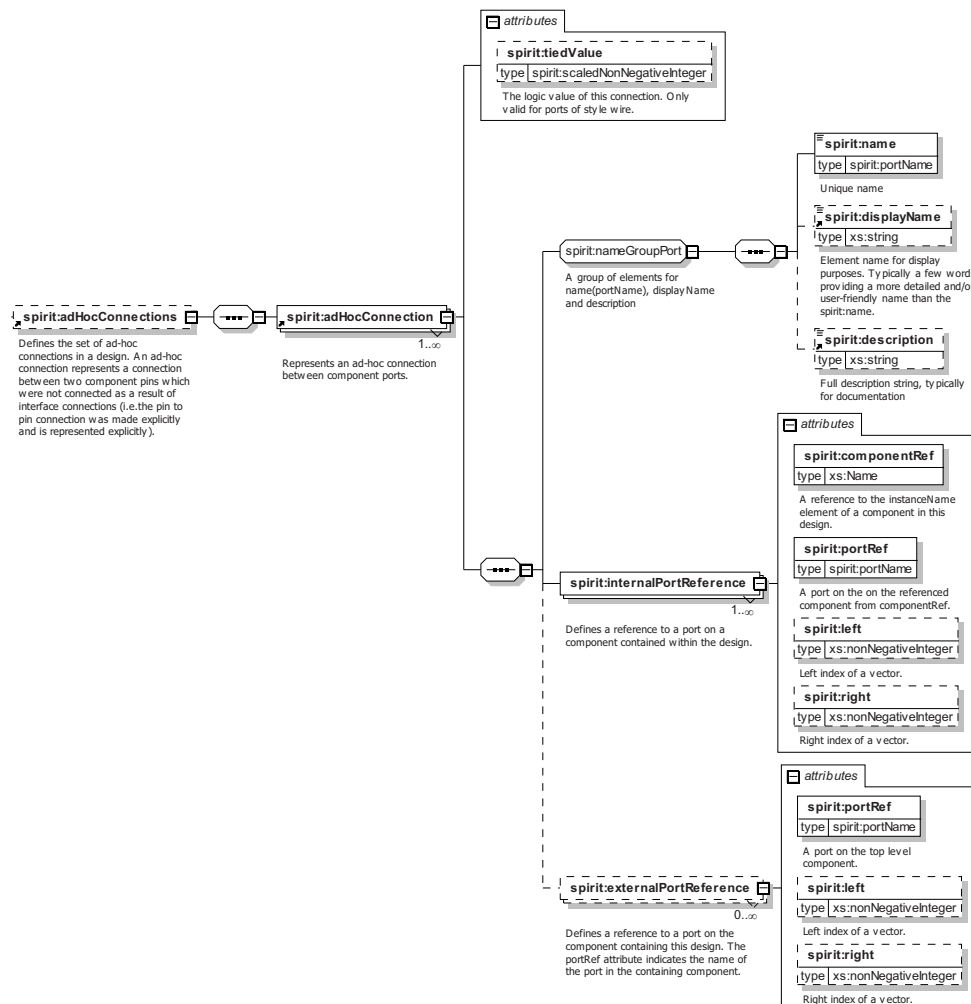 attributes
spirit:tiedValue
type spirit:scaledNonNegativeInteger
The logic value of this connection. Only
valid for ports of style wire.
spirit:name
type spirit:portName
Unique name
spirit:displayName
type xs:string
Element name for display
purposes. Typically a few word
providing a more detailed and/o
user-friendly name than the
spirit:name.
spirit:description
type xs:string
Full description string, typically
for documentation
spirit:nameGroupPort
A group of elements for
name(portName), displayName
and description
spirit:adHocConnections
Defines the set of ad-hoc
connections in a design. An ad-hoc
connection represents a connection
between two component pins which
were not connected as a result of
interface connections (i.e.the pin to
pin connection was made explicitly
and is represented explicitly).
spirit:adHocConnection
1..∞
Represents an ad-hoc connection
between component ports.
attributes
spirit:componentRef
type xs:Name
A reference to the instanceName
element of a component in this
design.
spirit:portRef
type spirit:portName
A port on the on the referenced
component from componentRef.
spirit:left
type xs:nonNegativeInteger
Left index of a vector.
spirit:right
type xs:nonNegativeInteger
Right index of a vector.
spirit:internalPortReference
1..∞
Defines a reference to a port on a
component contained within the design.
attributes
spirit:portRef
type spirit:portName
A port on the top level
component.
spirit:left
type xs:nonNegativeInteger
Left index of a vector.
spirit:right
type xs:nonNegativeInteger
Right index of a vector.
spirit:externalPortReference
0..∞
Defines a reference to a port on the
component containing this design. The
portRef attribute indicates the name of
the port in the containing component.